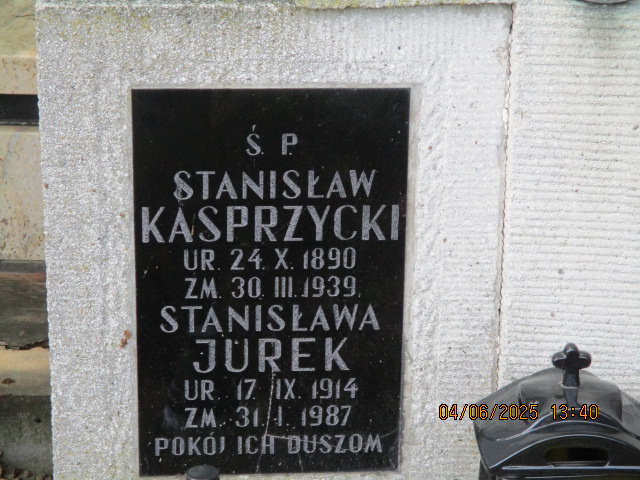 Ś. P.
STANISŁAW
KASPRZYCKI
UR. 24. X. 1890
ZM. 30. III. 1939.
STANISŁAWA
JUREK
UR. 17. IX. 1914
ZM. 31. I. 1987
POKÓJ ICH DUSZOM
04/06/2025 13:40